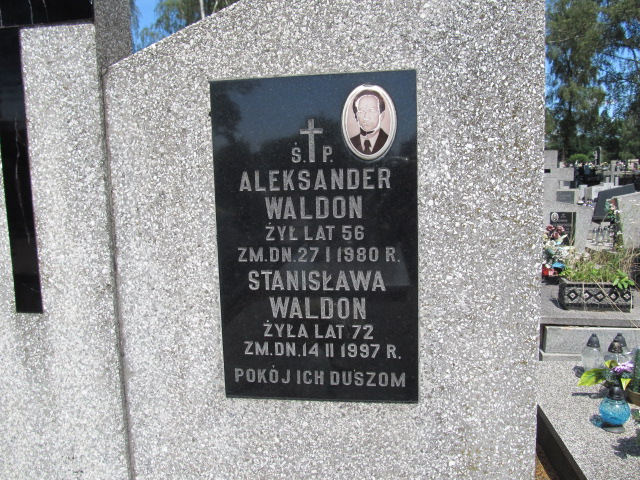 Ś. P.
ALEKSANDER
WALDON
ŻYŁ LAT 56
ZM.DN.27 I 1980 R.
STANISŁAWA
WALDON
ŻYŁA LAT 72
ZM.DN.14 II 1997 R.
POKÓJ ICH DUSZOM